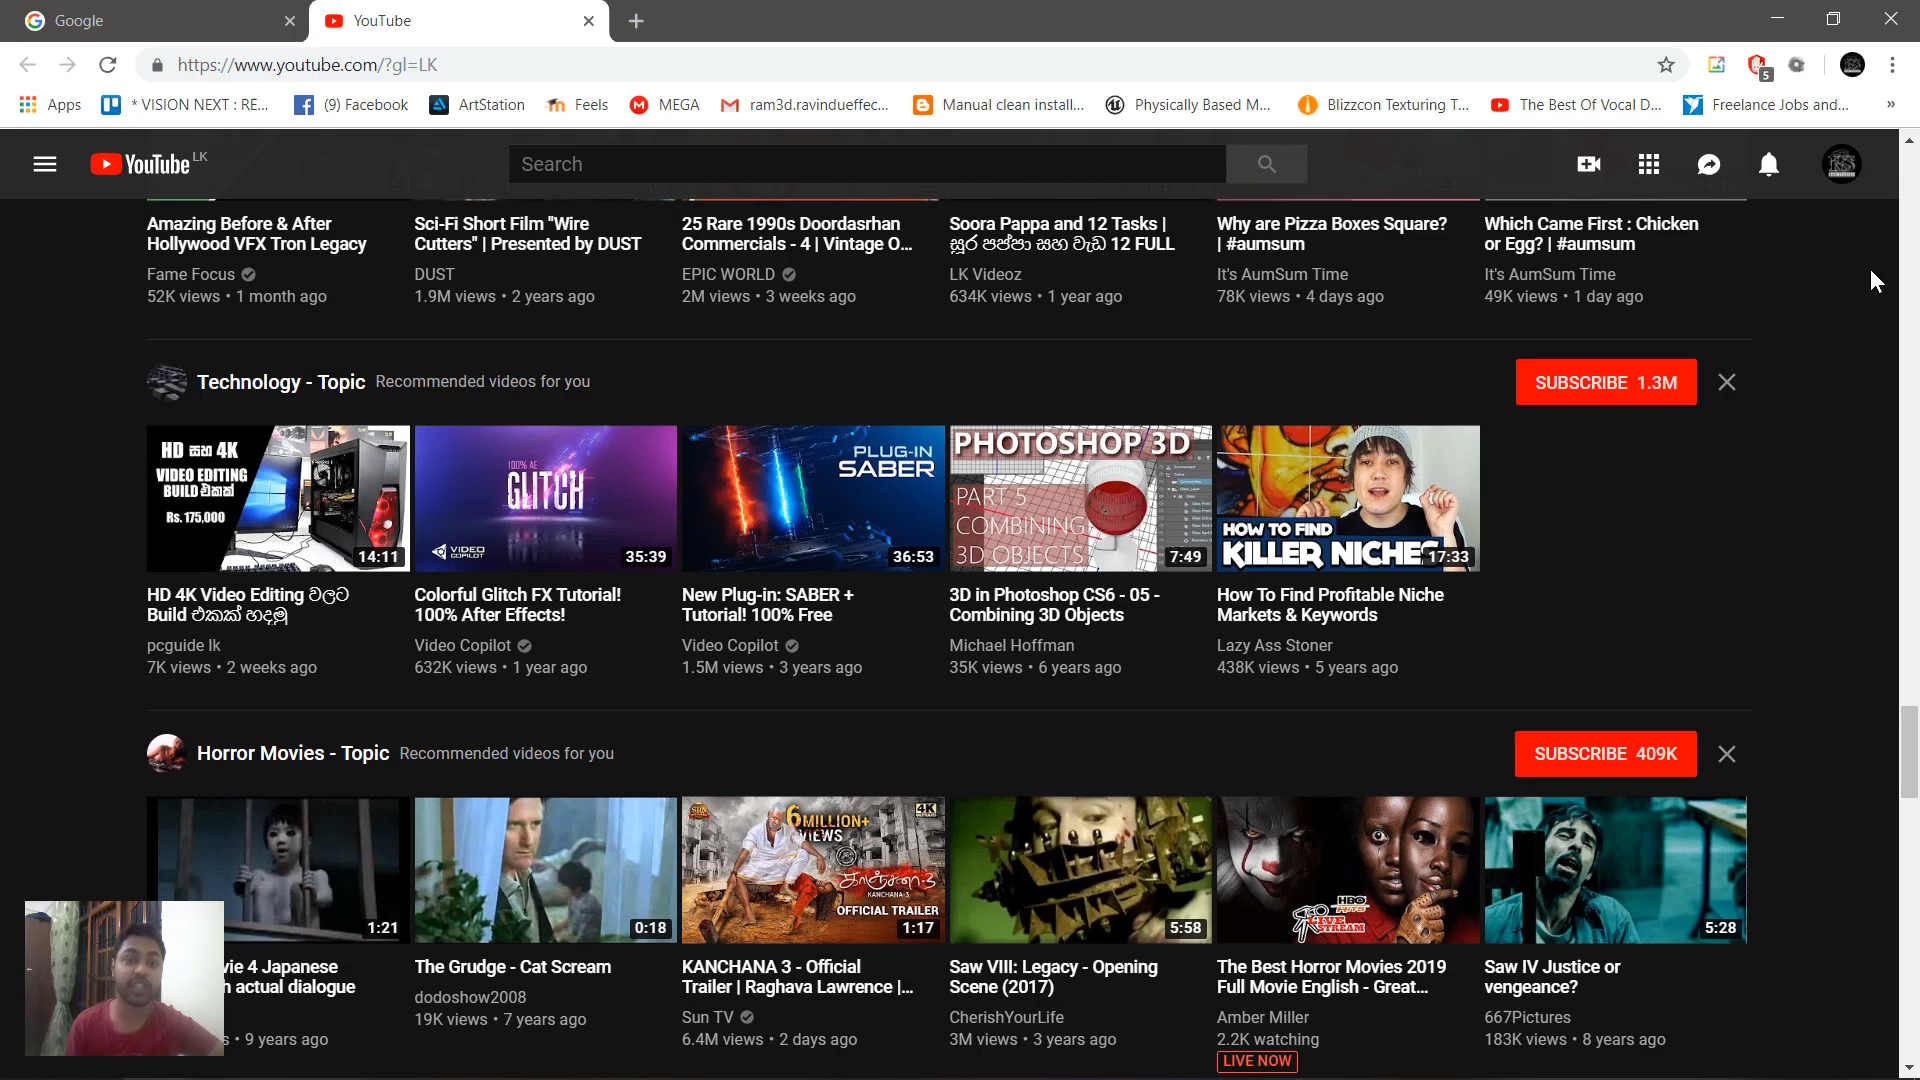 Google
YouTube
https://www.youtube.com/?gl=LK
5
Apps
* VISION NEXT : RE...
(9) Facebook
ArtStation
Feels
MEGA
ram3d.ravindueffec...
Manual clean install...
Physically Based M...
Blizzcon Texturing T...
The Best Of Vocal D...
Freelance Jobs and...
»
YouTube LK
Search
Amazing Before & After
Hollywood VFX Tron Legacy
Fame Focus
52K views • 1 month ago
Sci-Fi Short Film "Wire
Cutters" | Presented by DUST
DUST
1.9M views • 2 years ago
25 Rare 1990s Doordasrhan
Commercials - 4 | Vintage O...
EPIC WORLD
2M views • 3 weeks ago
Soora Pappa and 12 Tasks |
සූර පප්පා සහ වැඩ 12 FULL
LK Videoz
634K views • 1 year ago
Why are Pizza Boxes Square?
| #aumsum
It's AumSum Time
78K views • 4 days ago
Which Came First : Chicken
or Egg? | #aumsum
It's AumSum Time
49K views • 1 day ago
Technology - Topic Recommended videos for you
SUBSCRIBE 1.3M
HD සහ 4K
VIDEO EDITING
BUILD එකක්
Rs. 175,000
14:11
100% AE
GLITCH
VIDEO
COPILOT
35:39
PLUG-IN
SABER
36:53
PHOTOSHOP 3D
PART 5
COMBINING
3D OBJECTS
7:49
HOW TO FIND
KILLER NICHES
17:33
HD 4K Video Editing වලට
Build එකක් හදමු
pcguide lk
7K views • 2 weeks ago
Colorful Glitch FX Tutorial!
100% After Effects!
Video Copilot
632K views • 1 year ago
New Plug-in: SABER +
Tutorial! 100% Free
Video Copilot
1.5M views • 3 years ago
3D in Photoshop CS6 - 05 -
Combining 3D Objects
Michael Hoffman
35K views • 6 years ago
How To Find Profitable Niche
Markets & Keywords
Lazy Ass Stoner
438K views • 5 years ago
Horror Movies - Topic Recommended videos for you
SUBSCRIBE 409K
1:21
0:18
SUN
6 MILLION+
VIEWS
4K
காஞ்சனா-3
KANCHANA-3
OFFICIAL TRAILER
1:17
5:58
HBO
HITS
LIVE
STREAM
5:28
vie 4 Japanese
h actual dialogue
s • 9 years ago
The Grudge - Cat Scream
dodoshow2008
19K views • 7 years ago
KANCHANA 3 - Official
Trailer | Raghava Lawrence |...
Sun TV
6.4M views • 2 days ago
Saw VIII: Legacy - Opening
Scene (2017)
CherishYourLife
3M views • 3 years ago
The Best Horror Movies 2019
Full Movie English - Great...
Amber Miller
2.2K watching
LIVE NOW
Saw IV Justice or
vengeance?
667Pictures
183K views • 8 years ago